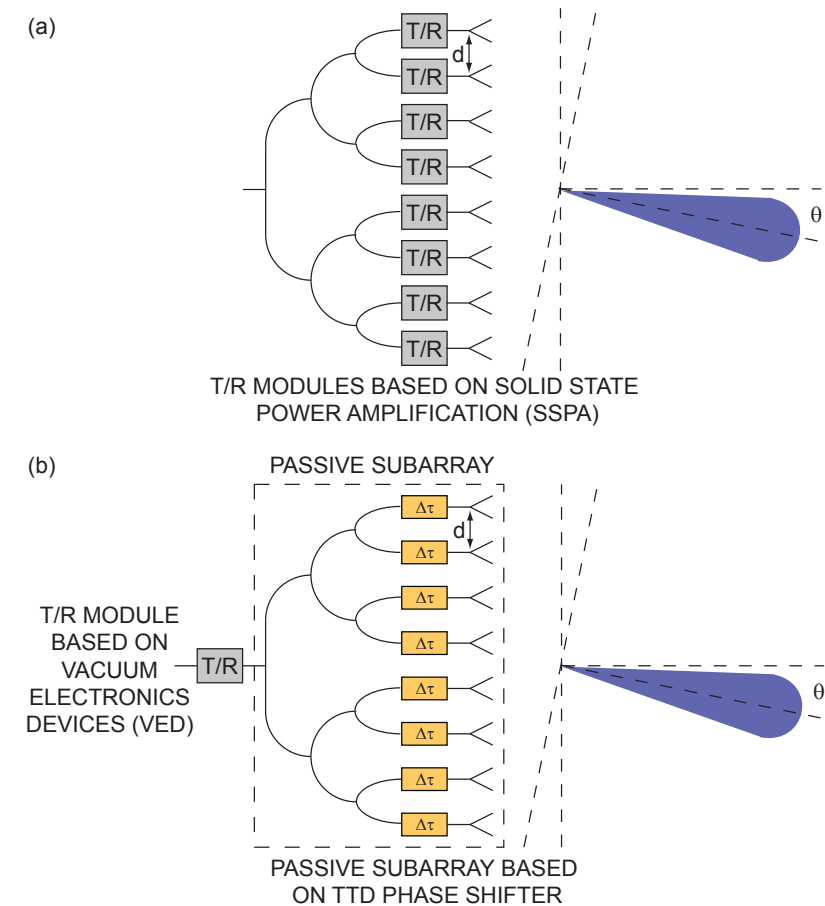 (a)
T/R
d
T/R
T/R
T/R
T/R
T/R
T/R
T/R
θ
T/R MODULES BASED ON SOLID STATE
POWER AMPLIFICATION (SSPA)
(b)
PASSIVE SUBARRAY
Δτ
d
Δτ
Δτ
Δτ
Δτ
Δτ
Δτ
Δτ
T/R MODULE
BASED ON
VACUUM
ELECTRONICS
DEVICES (VED)
T/R
θ
PASSIVE SUBARRAY BASED
ON TTD PHASE SHIFTER